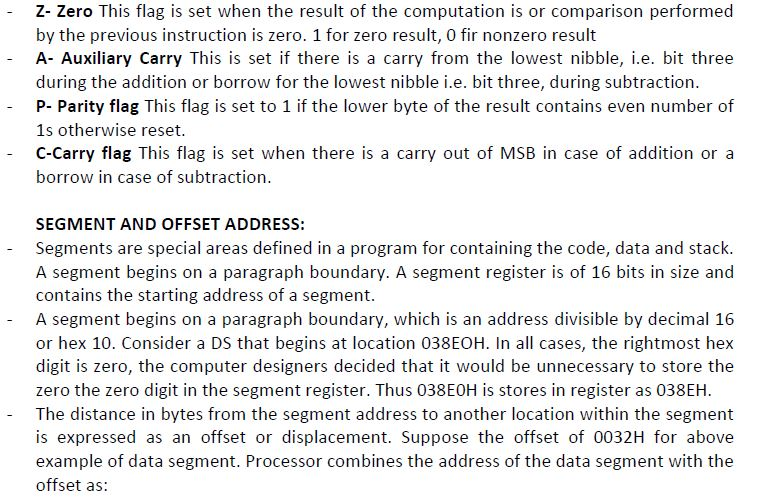 - Z- Zero This flag is set when the result of the computation is or comparison performed
by the previous instruction is zero. 1 for zero result, 0 fir nonzero result
- A- Auxiliary Carry This is set if there is a carry from the lowest nibble, i.e. bit three
during the addition or borrow for the lowest nibble i.e. bit three, during subtraction.
- P- Parity flag This flag is set to 1 if the lower byte of the result contains even number of
1s otherwise reset.
- C-Carry flag This flag is set when there is a carry out of MSB in case of addition or a
borrow in case of subtraction.
SEGMENT AND OFFSET ADDRESS:
- Segments are special areas defined in a program for containing the code, data and stack.
A segment begins on a paragraph boundary. A segment register is of 16 bits in size and
contains the starting address of a segment.
- A segment begins on a paragraph boundary, which is an address divisible by decimal 16
or hex 10. Consider a DS that begins at location 038EOH. In all cases, the rightmost hex
digit is zero, the computer designers decided that it would be unnecessary to store the
zero the zero digit in the segment register. Thus 038E0H is stores in register as 038EH.
- The distance in bytes from the segment address to another location within the segment
is expressed as an offset or displacement. Suppose the offset of 0032H for above
example of data segment. Processor combines the address of the data segment with the
offset as: